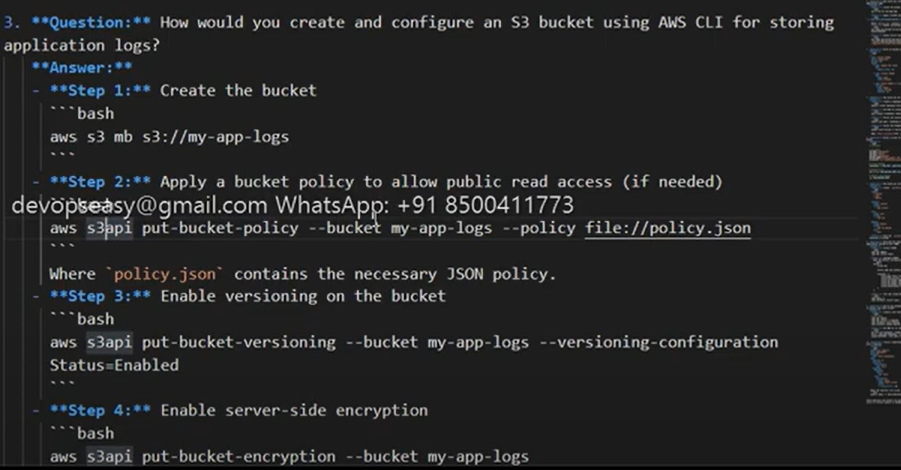 3. **Question:** How would you create and configure an S3 bucket using AWS CLI for storing
application logs?
**Answer:**
- **Step 1:** Create the bucket
```bash
aws s3 mb s3://my-app-logs
```
- **Step 2:** Apply a bucket policy to allow public read access (if needed)
devopseasy@gmail.com WhatsApp: +91 8500411773
```bash
aws s3api put-bucket-policy --bucket my-app-logs --policy file://policy.json
```
Where `policy.json` contains the necessary JSON policy.
- **Step 3:** Enable versioning on the bucket
```bash
aws s3api put-bucket-versioning --bucket my-app-logs --versioning-configuration
Status=Enabled
```
- **Step 4:** Enable server-side encryption
```bash
aws s3api put-bucket-encryption --bucket my-app-logs